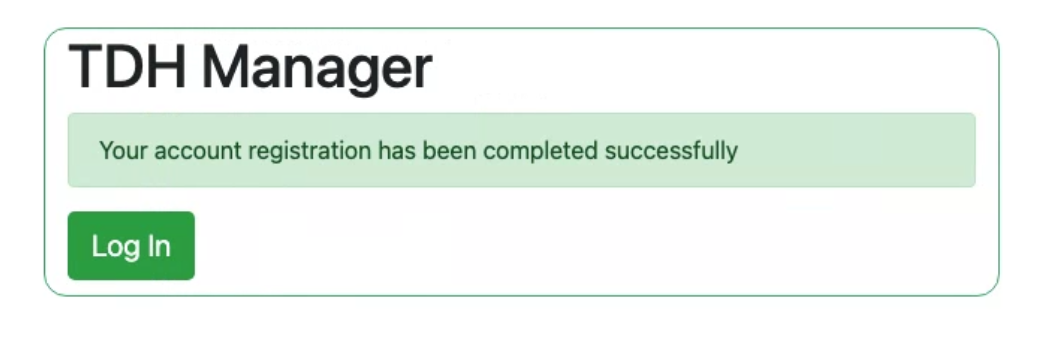 TDH Manager
Your account registration has been completed successfully
Log In